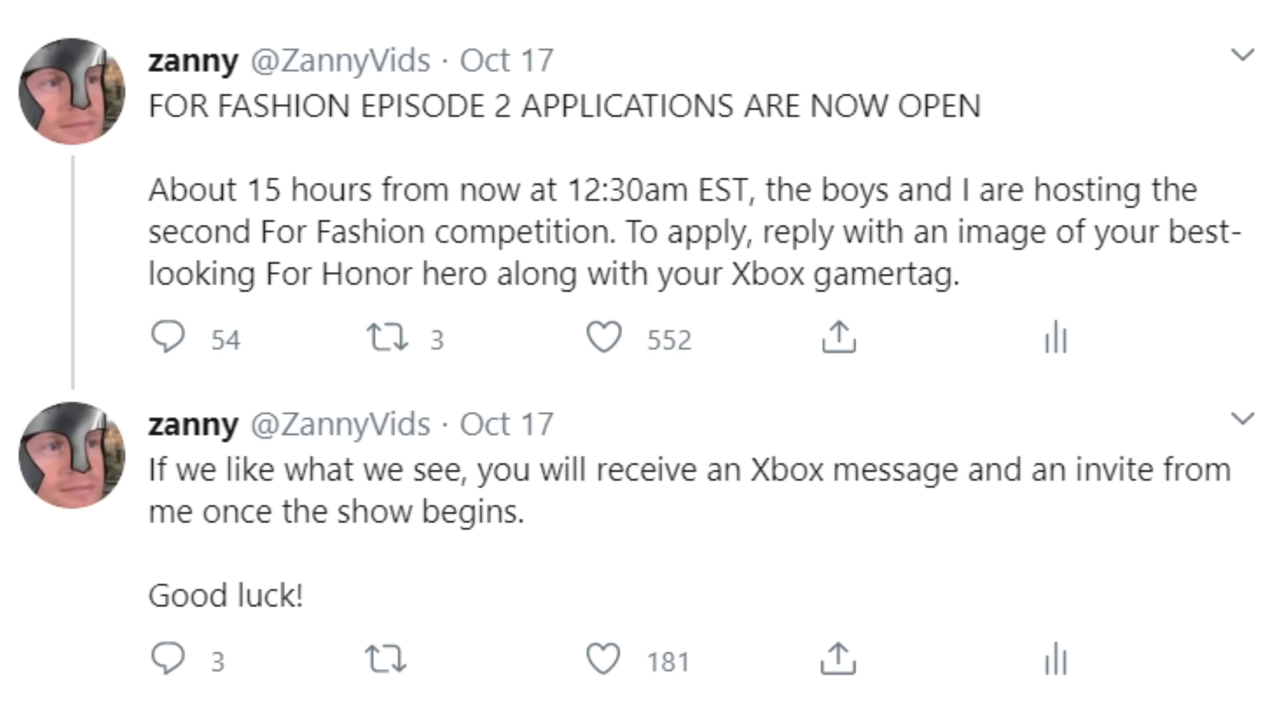 zanny @ZannyVids · Oct 17
FOR FASHION EPISODE 2 APPLICATIONS ARE NOW OPEN
About 15 hours from now at 12:30am EST, the boys and I are hosting the
second For Fashion competition. To apply, reply with an image of your best-
looking For Honor hero along with your Xbox gamertag.
54 3 552
zanny @ZannyVids · Oct 17
If we like what we see, you will receive an Xbox message and an invite from
me once the show begins.
Good luck!
3 181